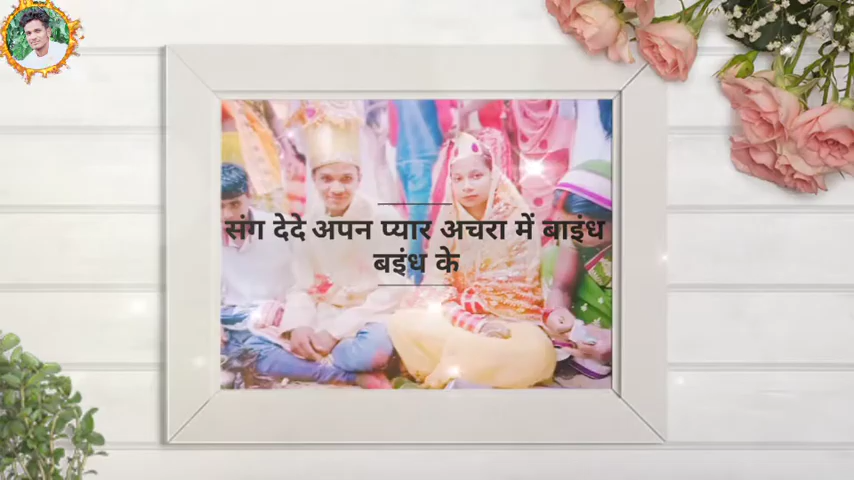 संग देदे अपन प्यार अचरा में बाइंध
बइंध के